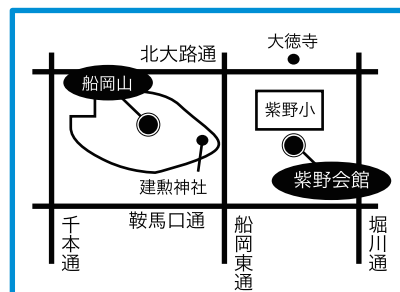 北大路通
大徳寺
船岡山
紫野小
建勲神社
紫野会館
鞍馬口通
千本通
船岡東通
堀川通